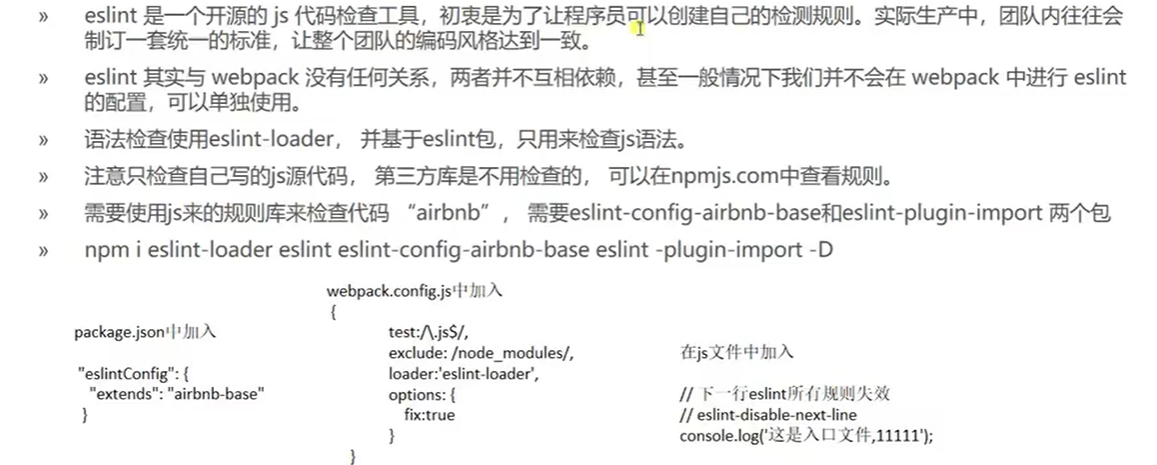 » eslint 是一个开源的 js 代码检查工具，初衷是为了让程序员可以创建自己的检测规则。实际生产中，团队内往往会
制订一套统一的标准，让整个团队的编码风格达到一致。
» eslint 其实与 webpack 没有任何关系，两者并不互相依赖，甚至一般情况下我们并不会在 webpack 中进行 eslint
的配置，可以单独使用。
» 语法检查使用eslint-loader， 并基于eslint包，只用来检查js语法。
» 注意只检查自己写的js源代码， 第三方库是不用检查的， 可以在npmjs.com中查看规则。
» 需要使用js来的规则库来检查代码 “airbnb”， 需要eslint-config-airbnb-base和eslint-plugin-import 两个包
» npm i eslint-loader eslint eslint-config-airbnb-base eslint -plugin-import -D
package.json中加入
"eslintConfig": {
"extends": "airbnb-base"
}
webpack.config.js中加入
{
test:/\.js$/,
exclude: /node_modules/,
loader:'eslint-loader',
options: {
fix:true
}
}
在js文件中加入
// 下一行eslint所有规则失效
// eslint-disable-next-line
console.log('这是入口文件,11111');